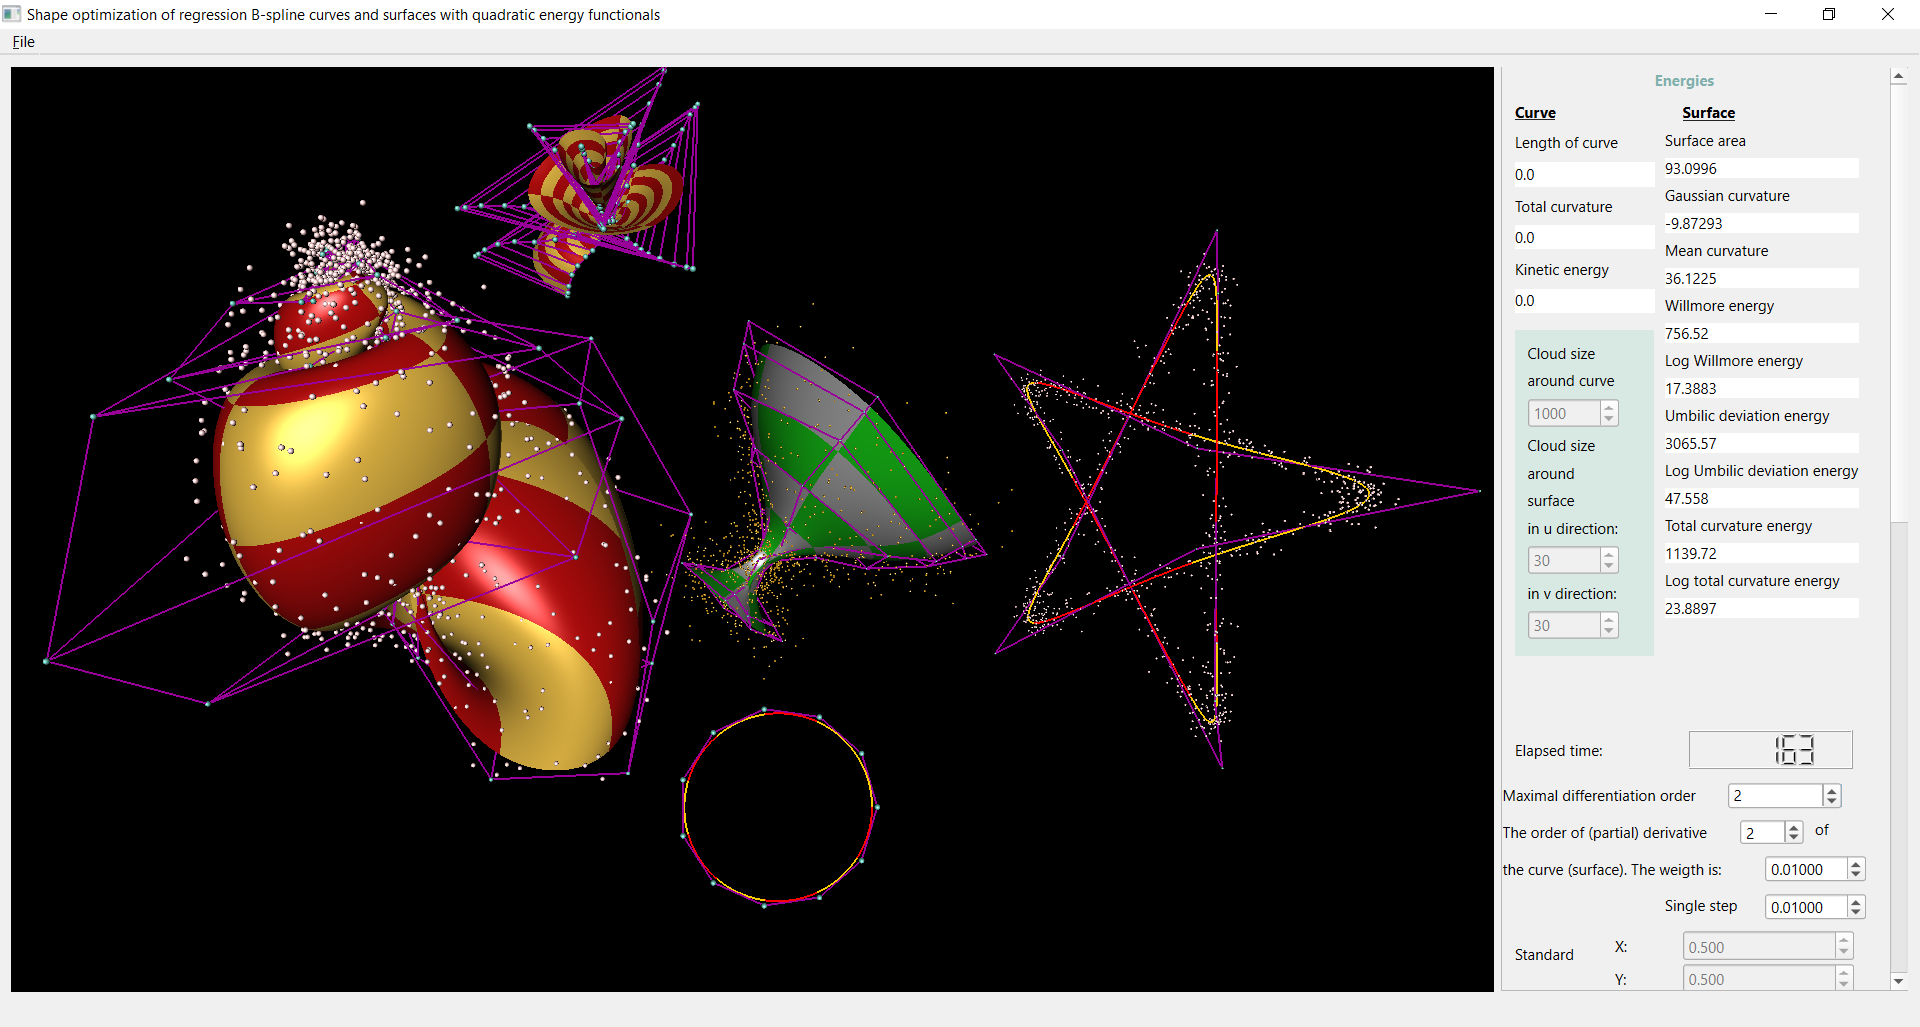 Shape optimization of regression B-spline curves and surfaces with quadratic energy functionals
File
Energies
Curve
Surface
Length of curve
Surface area
0.0
93.0996
Total curvature
Gaussian curvature
0.0
-9.87293
Kinetic energy
Mean curvature
0.0
36.1225
Willmore energy
756.52
Cloud size
around curve
1000
Log Willmore energy
17.3883
Cloud size
around
surface
Umbilic deviation energy
3065.57
Log Umbilic deviation energy
47.558
in u direction:
30
Total curvature energy
1139.72
in v direction:
30
Log total curvature energy
23.8897
Elapsed time:
163
Maximal differentiation order
2
The order of (partial) derivative
2
of
the curve (surface). The weigth is:
0.01000
Single step
0.01000
Standard
X:
0.500
Y:
0.500